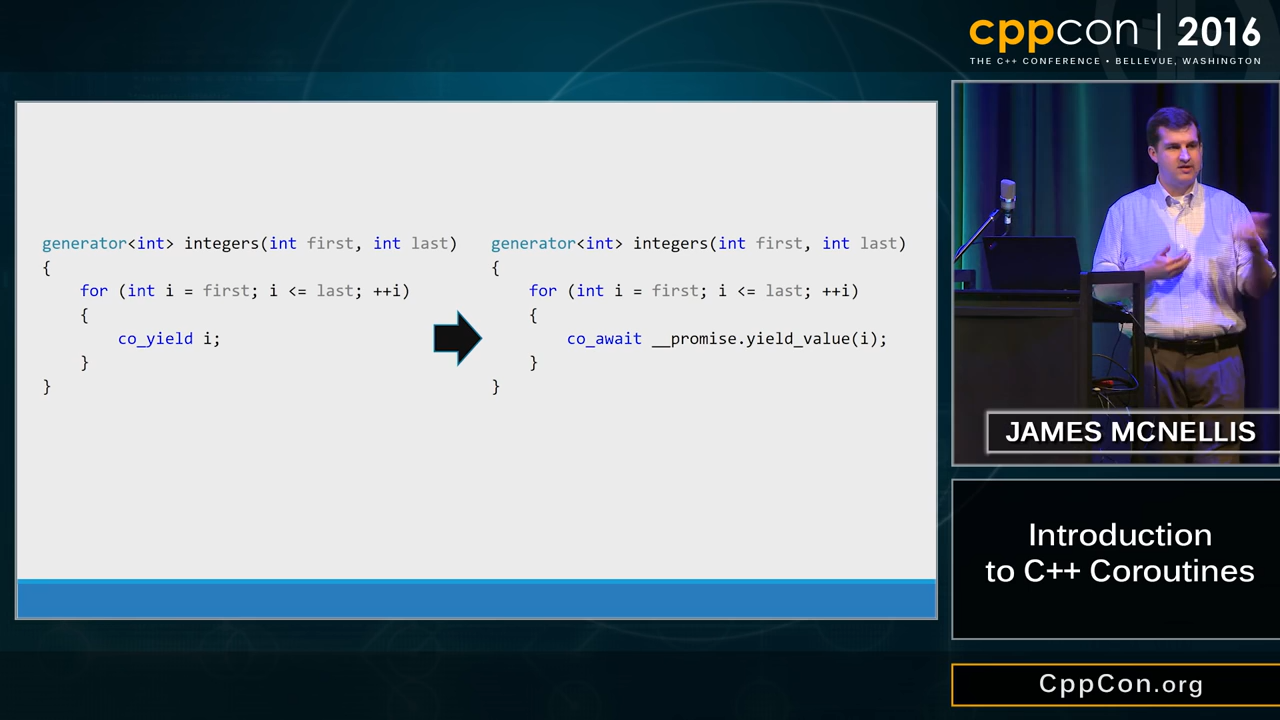 cppcon | 2016
THE C++ CONFERENCE • BELLEVUE, WASHINGTON
generator<int> integers(int first, int last)
{
    for (int i = first; i <= last; ++i)
    {
        co_yield i;
    }
}
generator<int> integers(int first, int last)
{
    for (int i = first; i <= last; ++i)
    {
        co_await __promise.yield_value(i);
    }
}
JAMES MCNELLIS
Introduction
to C++ Coroutines
CppCon.org